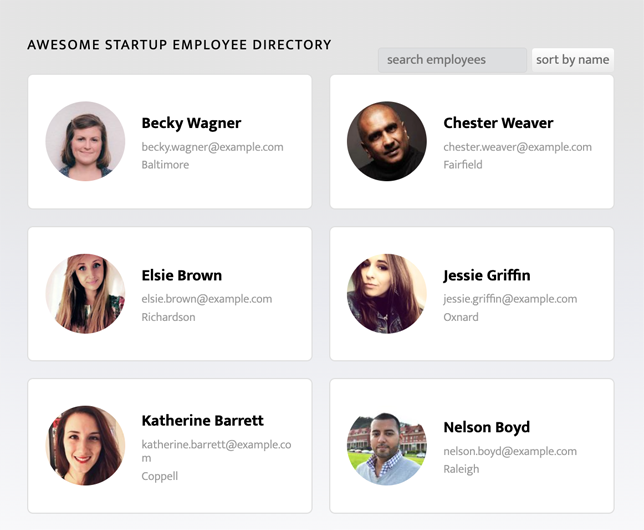 AWESOME STARTUP EMPLOYEE DIRECTORY
search employees
sort by name
Becky Wagner
becky.wagner@example.com
Baltimore
Chester Weaver
chester.weaver@example.com
Fairfield
Elsie Brown
elsie.brown@example.com
Richardson
Jessie Griffin
jessie.griffin@example.com
Oxnard
Katherine Barrett
katherine.barrett@example.co
m
Coppell
Nelson Boyd
nelson.boyd@example.com
Raleigh